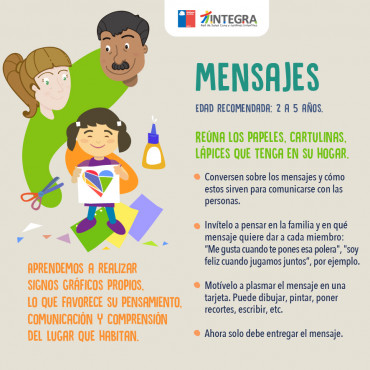 INTEGRA
MENSAJES
EDAD RECOMENDADA: 2 A 5 AÑOS.
REÚNA LOS PAPELES, CARTULINAS,
LÁPICES QUE TENGA EN SU HOGAR.
• Conversen sobre los mensajes y cómo
estos sirven para comunicarse con las
personas.
• Invítelo a pensar en la familia y en qué
mensaje quiere dar a cada miembro:
"Me gusta cuando te pones esa polera", "soy
feliz cuando jugamos juntos", por ejemplo.
• Motívelo a plasmar el mensaje en una
tarjeta. Puede dibujar, pintar, poner
recortes, escribir, etc.
• Ahora solo debe entregar el mensaje.
APRENDEMOS A REALIZAR
SIGNOS GRÁFICOS PROPIOS,
LO QUE FAVORECE SU PENSAMIENTO,
COMUNICACIÓN Y COMPRENSIÓN
DEL LUGAR QUE HABITAN.